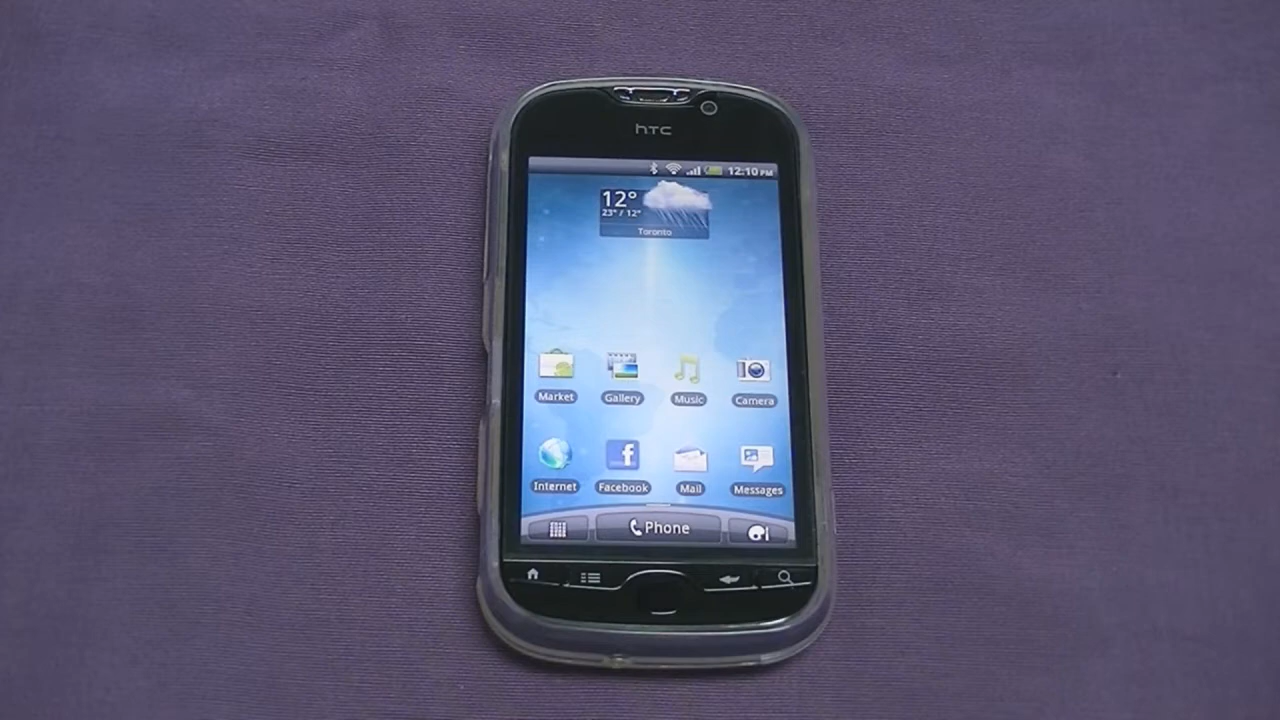 hTC
12:10 PM
12°
23° / 12°
Toronto
Market Gallery Music Camera
Internet Facebook Mail Messages
Phone